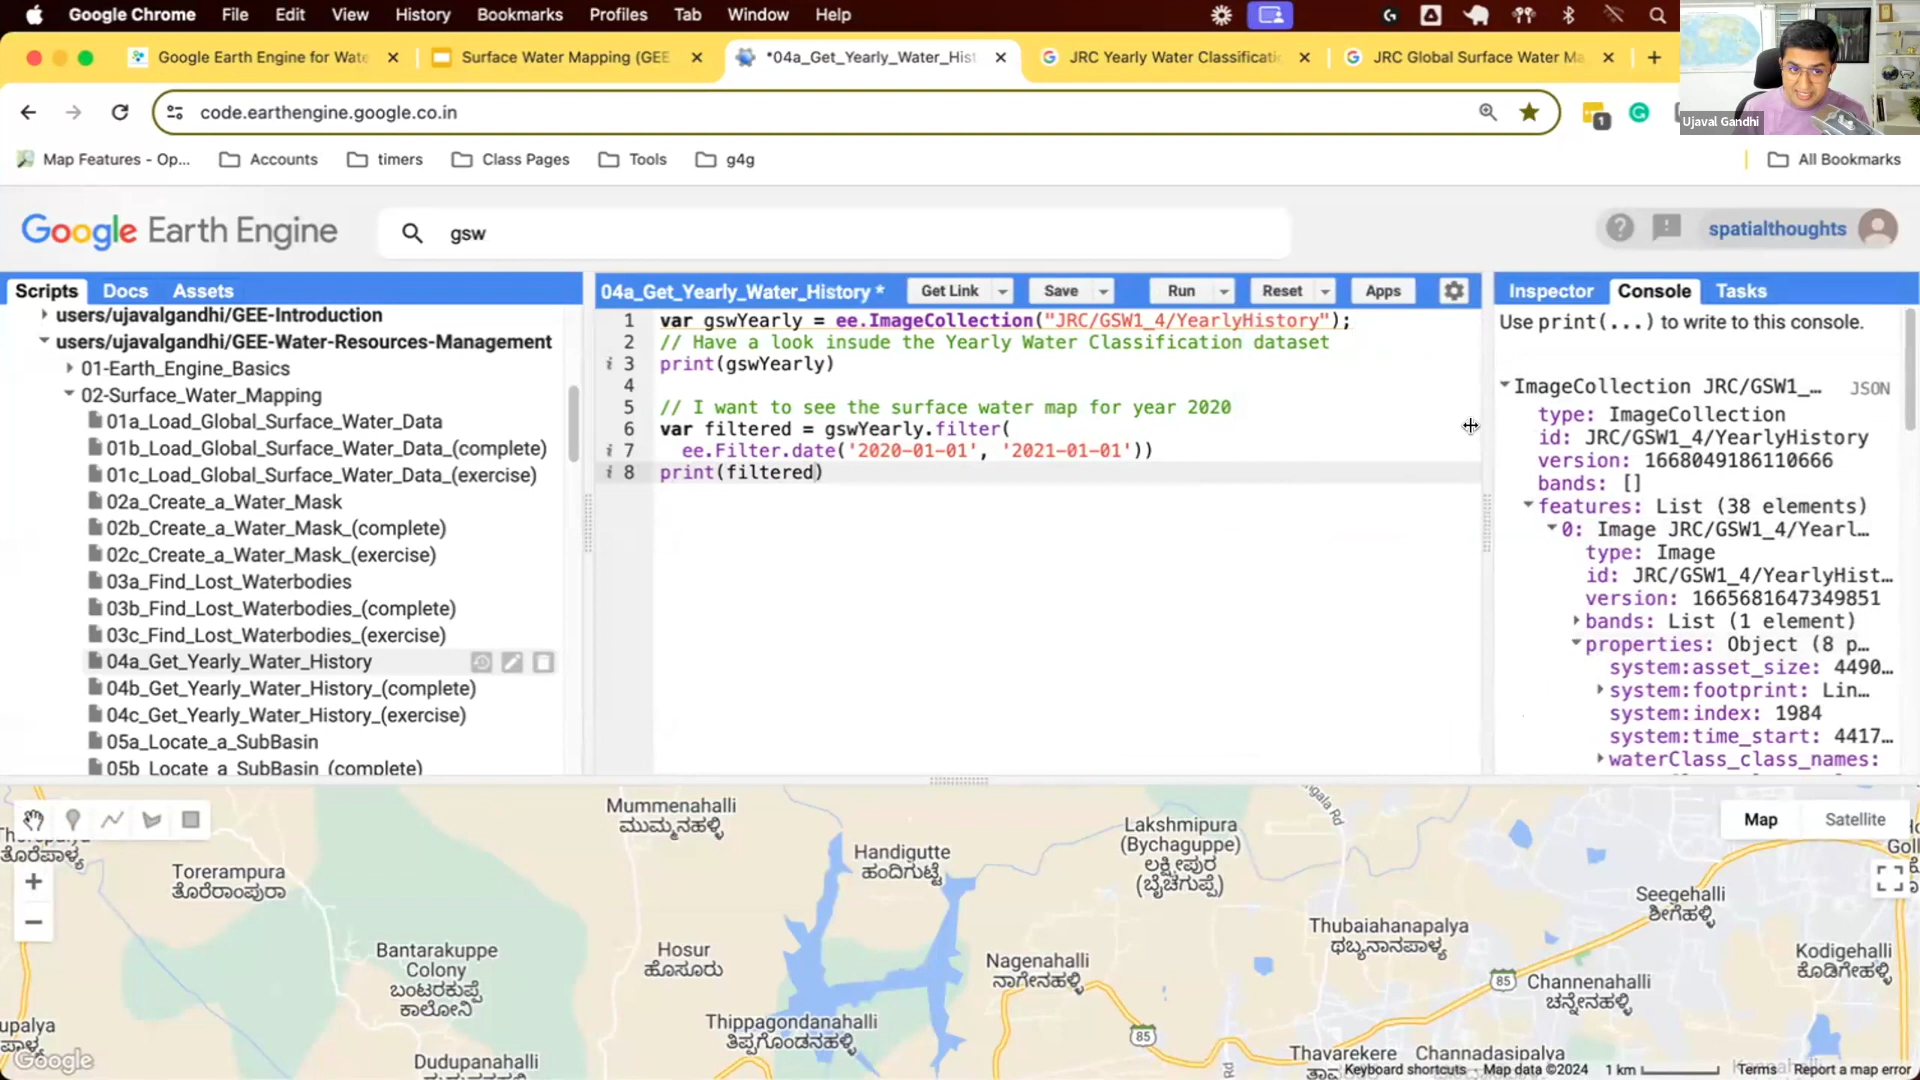 Google Chrome File Edit View History Bookmarks Profiles Tab Window Help
Google Earth Engine for Wate
Surface Water Mapping (GEE
*04a_Get_Yearly_Water_Hist
JRC Yearly Water Classificati
JRC Global Surface Water Ma
code.earthengine.google.co.in
1
Ujaval Gandhi
Map Features - Op...
Accounts
timers
Class Pages
Tools
g4g
All Bookmarks
Google Earth Engine
gsw
spatialthoughts
Scripts Docs Assets
users/ujavalgandhi/GEE-Introduction
users/ujavalgandhi/GEE-Water-Resources-Management
01-Earth_Engine_Basics
02-Surface_Water_Mapping
01a_Load_Global_Surface_Water_Data
01b_Load_Global_Surface_Water_Data_(complete)
01c_Load_Global_Surface_Water_Data_(exercise)
02a_Create_a_Water_Mask
02b_Create_a_Water_Mask_(complete)
02c_Create_a_Water_Mask_(exercise)
03a_Find_Lost_Waterbodies
03b_Find_Lost_Waterbodies_(complete)
03c_Find_Lost_Waterbodies_(exercise)
04a_Get_Yearly_Water_History
04b_Get_Yearly_Water_History_(complete)
04c_Get_Yearly_Water_History_(exercise)
05a_Locate_a_SubBasin
05b_Locate_a_SubBasin_(complete)
04a_Get_Yearly_Water_History * Get Link Save Run Reset Apps
1 var gswYearly = ee.ImageCollection("JRC/GSW1_4/YearlyHistory");
2 // Have a look insude the Yearly Water Classification dataset
i 3 print(gswYearly)
4
5 // I want to see the surface water map for year 2020
6 var filtered = gswYearly.filter(
i 7 ee.Filter.date('2020-01-01', '2021-01-01'))
i 8 print(filtered)
Inspector Console Tasks
Use print(...) to write to this console.
ImageCollection JRC/GSW1_... JSON
type: ImageCollection
id: JRC/GSW1_4/YearlyHistory
version: 1668049186110666
bands: []
features: List (38 elements)
0: Image JRC/GSW1_4/Yearl...
type: Image
id: JRC/GSW1_4/YearlyHist...
version: 1665681647349851
bands: List (1 element)
properties: Object (8 p...
system:asset_size: 4490...
system:footprint: Lin...
system:index: 1984
system:time_start: 4417...
waterClass_class_names:
Map Satellite
ತೊರೆಪಾಳ್ಯ
Torerampura
ತೊರೆರಾಂಪುರಾ
Mummenahalli
ಮುಮ್ಮನಹಳ್ಳಿ
Handigutte
ಹಂದಿಗುಟ್ಟೆ
Lakshmipura
(Bychaguppe)
ಲಕ್ಷ್ಮೀಪುರ
(ಬೈಚಗುಪ್ಪೆ)
Seegehalli
ಶೀಗೆಹಳ್ಳಿ
Bantarakuppe
Colony
ಬಂಟರಕುಪ್ಪೆ
ಕಾಲೋನಿ
Hosur
ಹೊಸೂರು
Nagenahalli
ನಾಗೇನಹಳ್ಳಿ
Thubaiahanapalya
ತಬ್ಬನಾನಪಾಳ್ಯ
Kodigehalli
ಕೊಡಿಗೇಹಳ್ಳಿ
85
Channenahalli
ಚನ್ನೇನಹಳ್ಳಿ
Thippagondanahalli
ತಿಪ್ಪಗೊಂಡನಹಳ್ಳಿ
85
Rd
Dudupanahalli
Thavarekere
Channadasipalya
Google
Keyboard shortcuts Map data ©2024 1 km Terms Report a map error